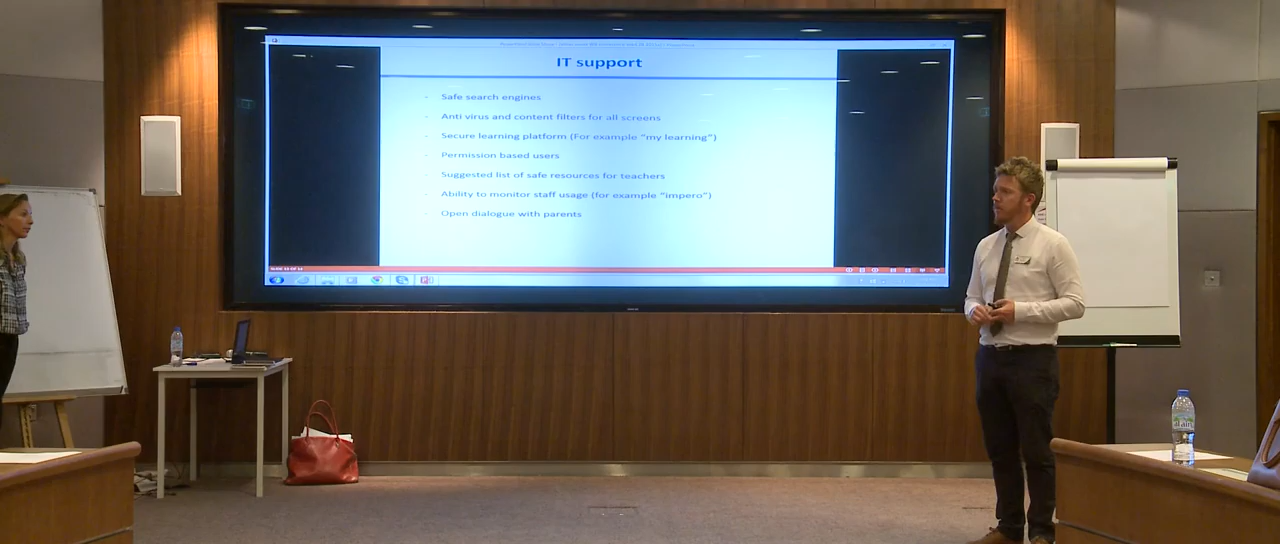 IT support
- Safe search engines
- Anti virus and content filters for all screens
- Secure learning platform (For example "my learning")
- Permission based users
- Suggested list of safe resources for teachers
- Ability to monitor staff usage (for example "impero")
- Open dialogue with parents